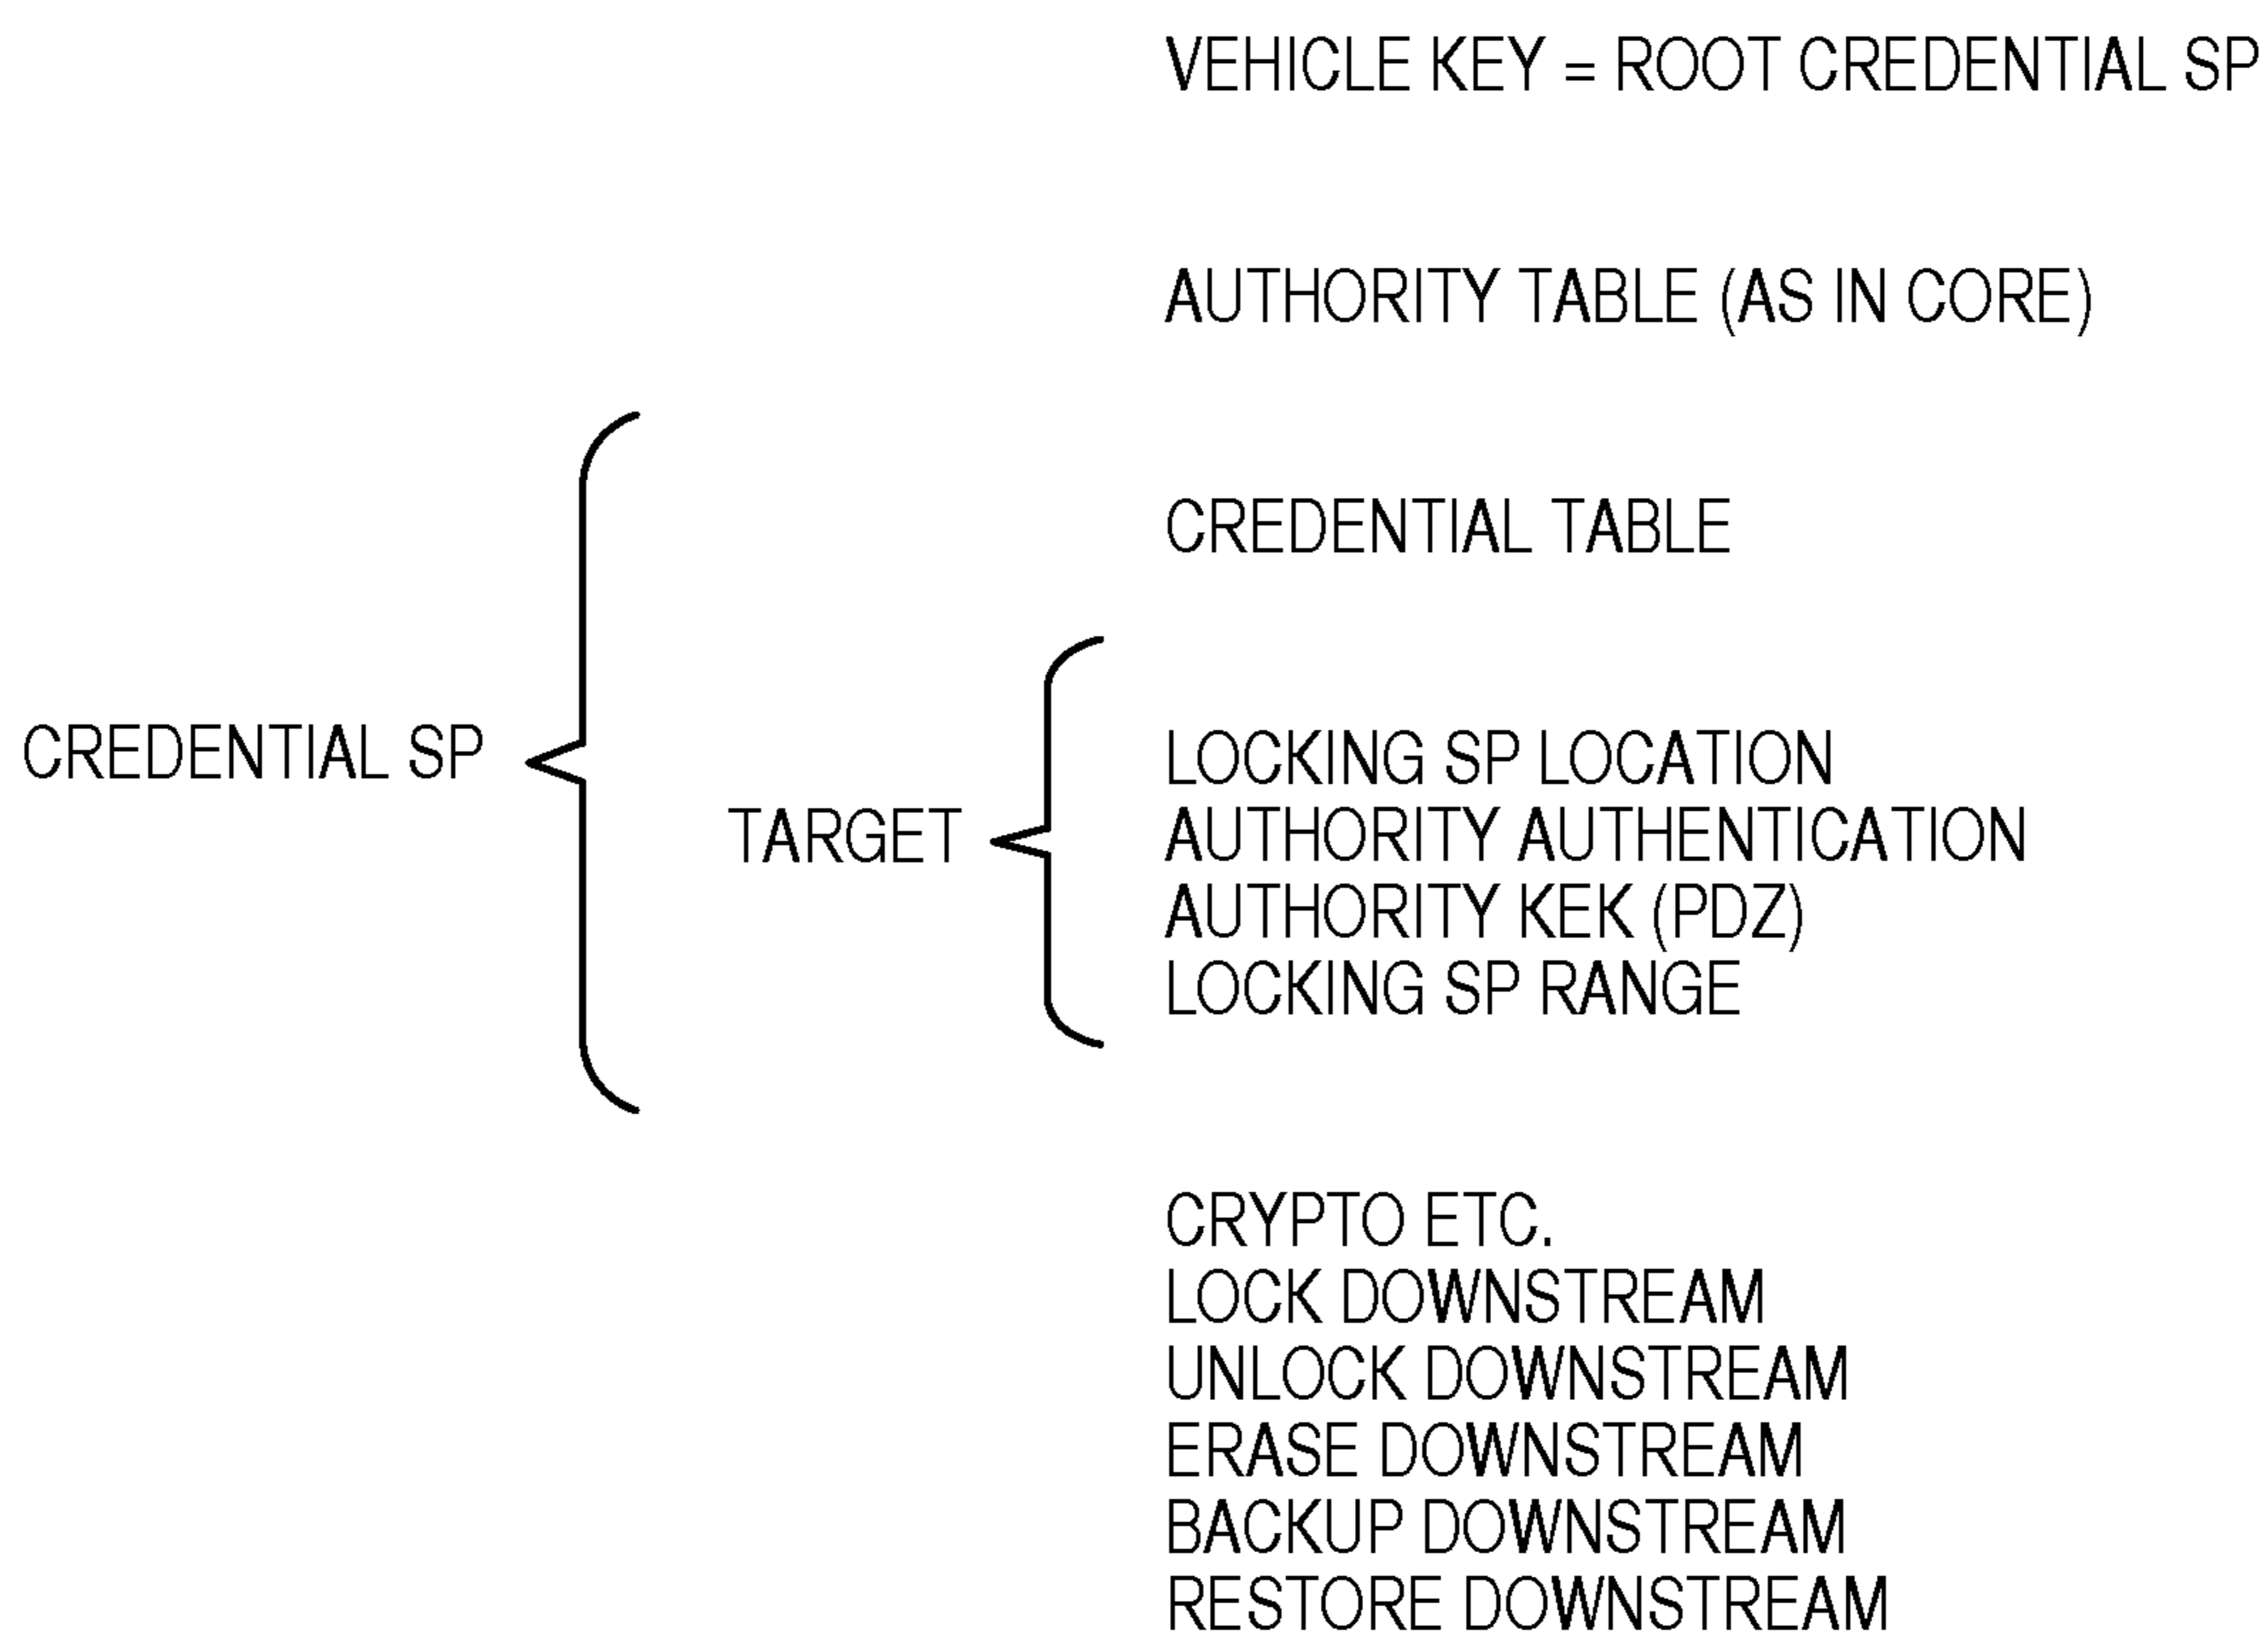 VEHICLE KEY = ROOT CREDENTIAL SP
AUTHORITY TABLE (AS IN CORE)
CREDENTIAL TABLE
CREDENTIAL SP
TARGET
LOCKING SP LOCATION
AUTHORITY AUTHENTICATION
AUTHORITY KEK (PDZ)
LOCKING SP RANGE
CRYPTO ETC.
LOCK DOWNSTREAM
UNLOCK DOWNSTREAM
ERASE DOWNSTREAM
BACKUP DOWNSTREAM
RESTORE DOWNSTREAM